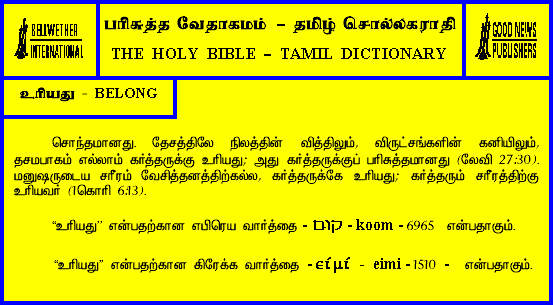 BELLWETHER
INTERNATIONAL
பரிசுத்த வேதாகமம் – தமிழ் சொல்லகராதி
THE HOLY BIBLE – TAMIL DICTIONARY
GOOD NEWS
PUBLISHERS
உரியது - BELONG
சொந்தமானது. தேசத்திலே நிலத்தின் வித்திலும், விருட்சங்களின் கனியிலும்,
தசமபாகம் எல்லாம் கர்த்தருக்கு உரியது; அது கர்த்தருக்குப் பரிசுத்தமானது (லேவி 27:30).
மனுஷருடைய சரீரம் வேசித்தனத்திற்கல்ல, கர்த்தருக்கே உரியது; கர்த்தரும் சரீரத்திற்கு
உரியவர் (1கொரி 6:13).
“உரியது” என்பதற்கான எபிரெய வார்த்தை - קום - koom - 6965 என்பதாகும்.
“உரியது” என்பதற்கான கிரேக்க வார்த்தை - εἰμί - eimi - 1510 - என்பதாகும்.